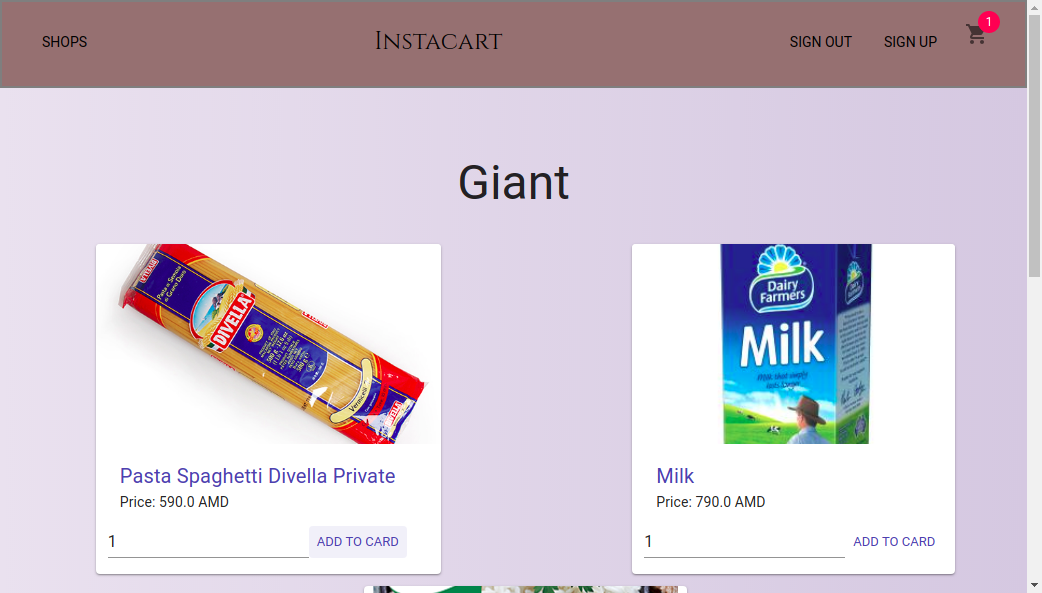 SHOPS
Instacart
SIGN OUT
SIGN UP
1
Giant
DIVELLA
Vermicelli
Dairy
Farmers
Milk
Pasta Spaghetti Divella Private
Price: 590.0 AMD
1
ADD TO CARD
Milk
Price: 790.0 AMD
1
ADD TO CARD